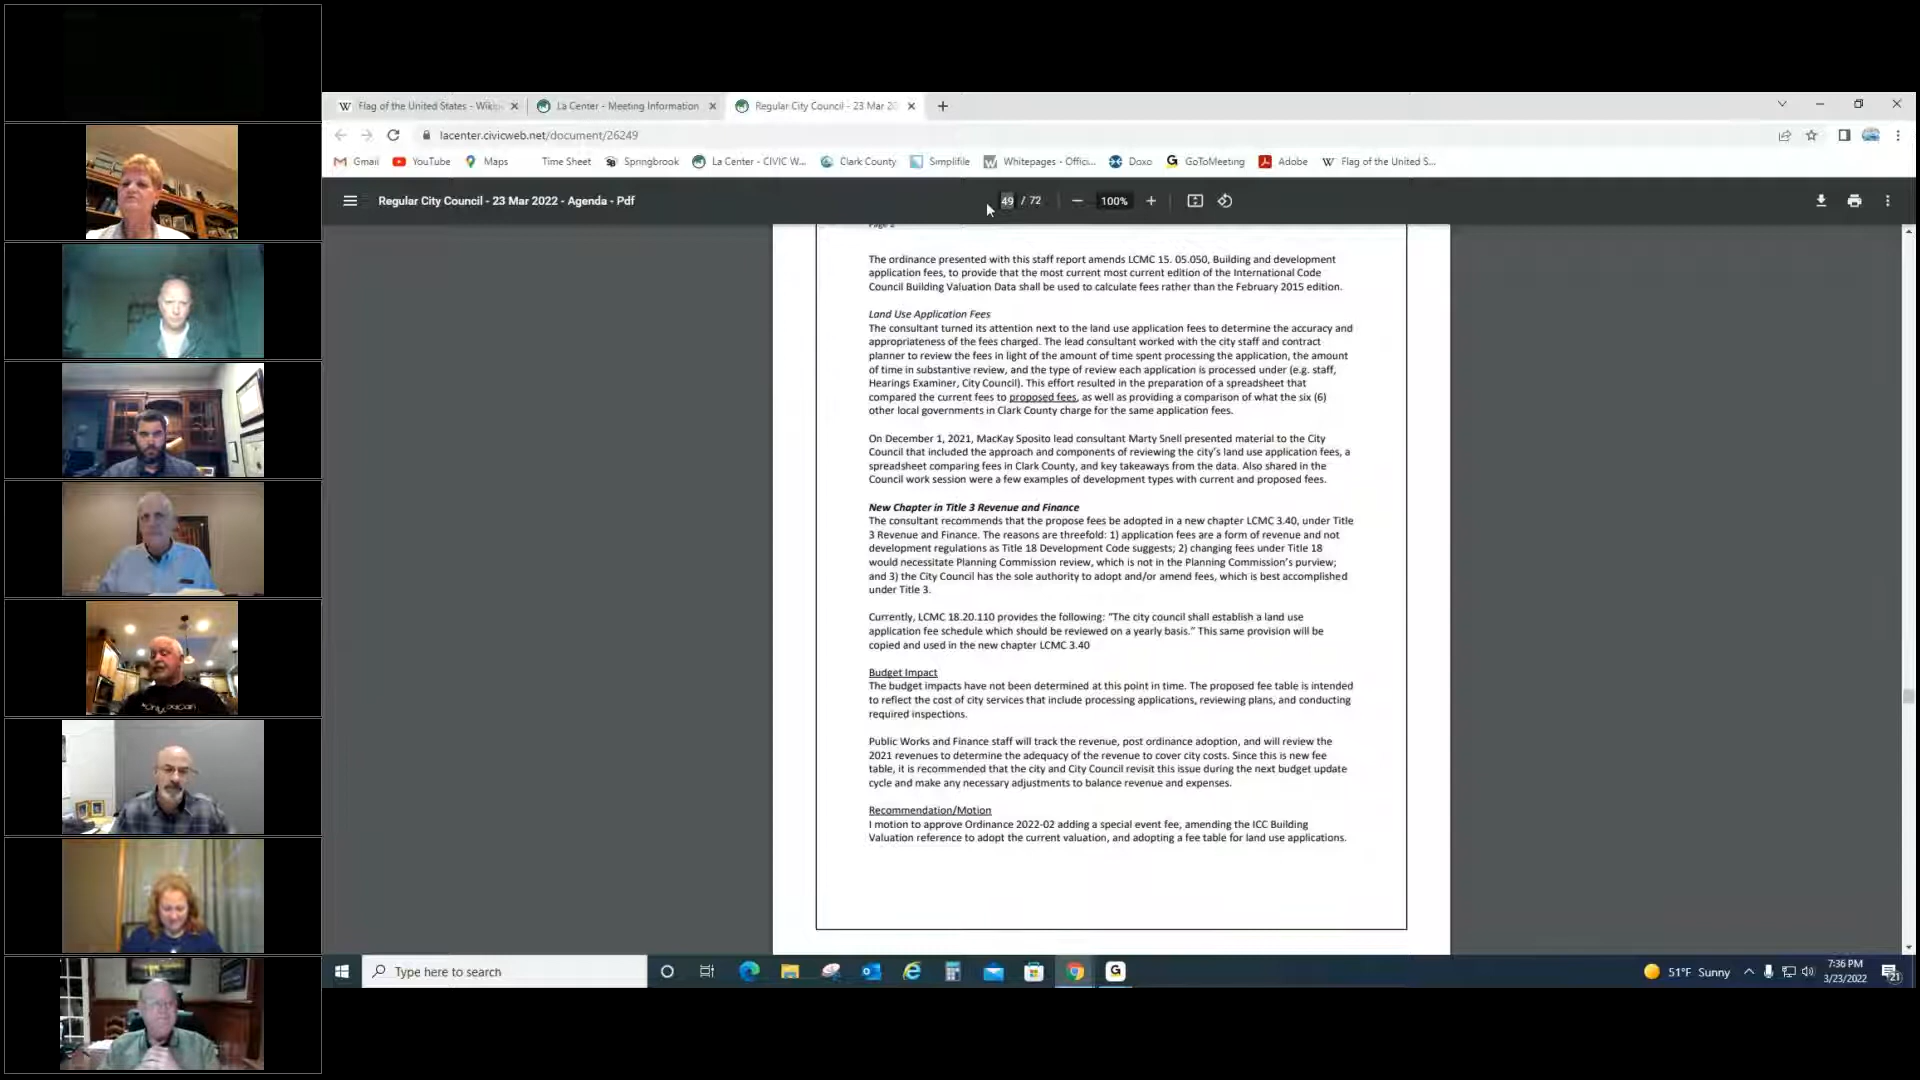 Flag of the United States - Wikip
La Center - Meeting Information
Regular City Council - 23 Mar 20
lacenter.civicweb.net/document/26249
Gmail
YouTube
Maps
Time Sheet
Springbrook
La Center - CIVIC W...
Clark County
Simplifile
Whitepages - Offici...
Doxo
GoToMeeting
Adobe
Flag of the United S...
Regular City Council - 23 Mar 2022 - Agenda - Pdf
49 / 72
100%
The ordinance presented with this staff report amends LCMC 15. 05.050, Building and development
application fees, to provide that the most current most current edition of the International Code
Council Building Valuation Data shall be used to calculate fees rather than the February 2015 edition.
Land Use Application Fees
The consultant turned its attention next to the land use application fees to determine the accuracy and
appropriateness of the fees charged. The lead consultant worked with the city staff and contract
planner to review the fees in light of the amount of time spent processing the application, the amount
of time in substantive review, and the type of review each application is processed under (e.g. staff,
Hearings Examiner, City Council). This effort resulted in the preparation of a spreadsheet that
compared the current fees to proposed fees, as well as providing a comparison of what the six (6)
other local governments in Clark County charge for the same application fees.
On December 1, 2021, MacKay Sposito lead consultant Marty Snell presented material to the City
Council that included the approach and components of reviewing the city's land use application fees, a
spreadsheet comparing fees in Clark County, and key takeaways from the data. Also shared in the
Council work session were a few examples of development types with current and proposed fees.
New Chapter in Title 3 Revenue and Finance
The consultant recommends that the propose fees be adopted in a new chapter LCMC 3.40, under Title
3 Revenue and Finance. The reasons are threefold: 1) application fees are a form of revenue and not
development regulations as Title 18 Development Code suggests; 2) changing fees under Title 18
would necessitate Planning Commission review, which is not in the Planning Commission's purview;
and 3) the City Council has the sole authority to adopt and/or amend fees, which is best accomplished
under Title 3.
Currently, LCMC 18.20.110 provides the following: "The city council shall establish a land use
application fee schedule which should be reviewed on a yearly basis." This same provision will be
copied and used in the new chapter LCMC 3.40
Budget Impact
The budget impacts have not been determined at this point in time. The proposed fee table is intended
to reflect the cost of city services that include processing applications, reviewing plans, and conducting
required inspections.
Public Works and Finance staff will track the revenue, post ordinance adoption, and will review the
2021 revenues to determine the adequacy of the revenue to cover city costs. Since this is new fee
table, it is recommended that the city and City Council revisit this issue during the next budget update
cycle and make any necessary adjustments to balance revenue and expenses.
Recommendation/Motion
I motion to approve Ordinance 2022-02 adding a special event fee, amending the ICC Building
Valuation reference to adopt the current valuation, and adopting a fee table for land use applications.
Type here to search
51°F Sunny
7:36 PM
3/23/2022
21